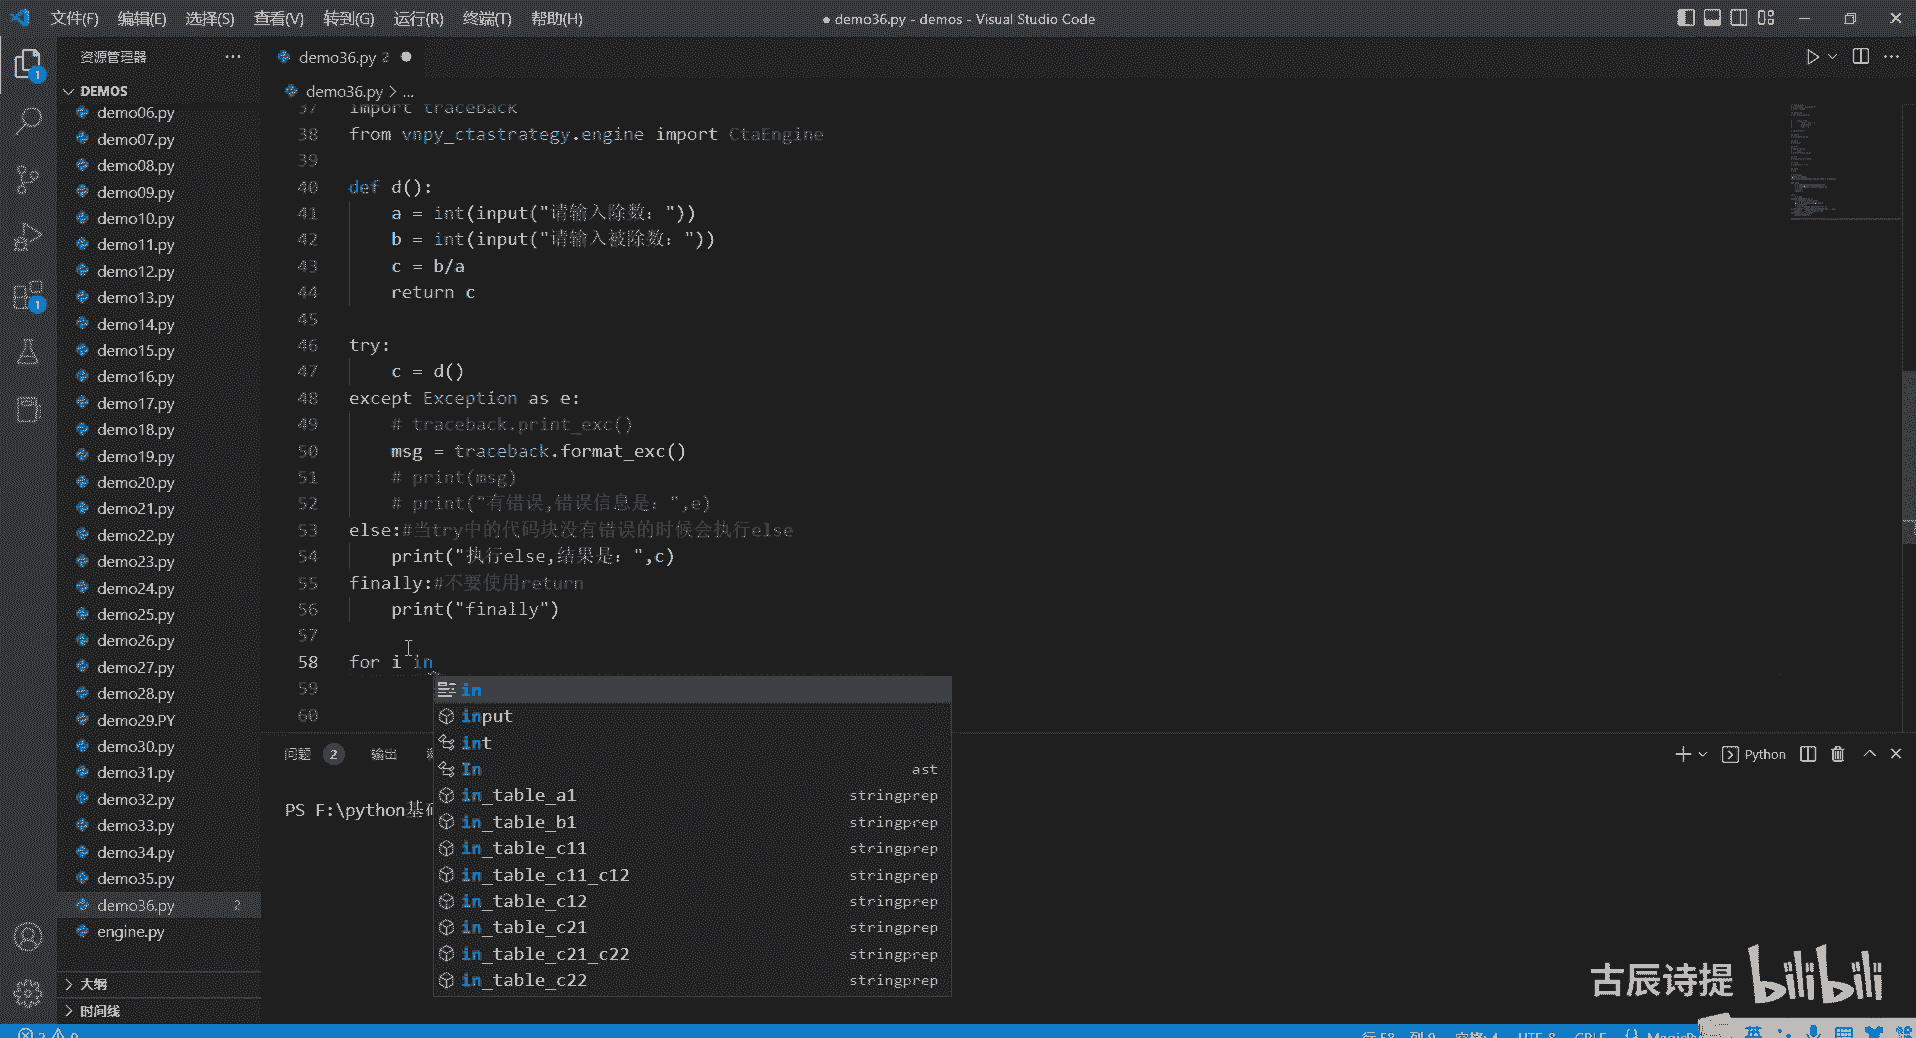 文件(F) 编辑(E) 选择(S) 查看(V) 转到(G) 运行(R) 终端(T) 帮助(H)
● demo36.py - demos - Visual Studio Code
资源管理器
DEMOS
demo06.py
demo07.py
demo08.py
demo09.py
demo10.py
demo11.py
demo12.py
demo13.py
demo14.py
demo15.py
demo16.py
demo17.py
demo18.py
demo19.py
demo20.py
demo21.py
demo22.py
demo23.py
demo24.py
demo25.py
demo26.py
demo27.py
demo28.py
demo29.PY
demo30.py
demo31.py
demo32.py
demo33.py
demo34.py
demo35.py
demo36.py 2
engine.py
大纲
时间线
1
1
demo36.py 2 ●
demo36.py > ...
37 import traceback
38 from vnpy_ctastrategy.engine import CtaEngine
39
40 def d():
41 a = int(input("请输入除数："))
42 b = int(input("请输入被除数："))
43 c = b/a
44 return c
45
46 try:
47 c = d()
48 except Exception as e:
49 # traceback.print_exc()
50 msg = traceback.format_exc()
51 # print(msg)
52 # print("有错误,错误信息是：",e)
53 else:#当try中的代码块没有错误的时候会执行else
54 print("执行else,结果是：",c)
55 finally:#不要使用return
56 print("finally")
57
58 for i in
59
60
in
input
int
In ast
in_table_a1 stringprep
in_table_b1 stringprep
in_table_c11 stringprep
in_table_c11_c12 stringprep
in_table_c12 stringprep
in_table_c21 stringprep
in_table_c21_c22 stringprep
in_table_c22 stringprep
问题 2 输出
Python
PS F:\python基
古辰诗提 bilibili
英